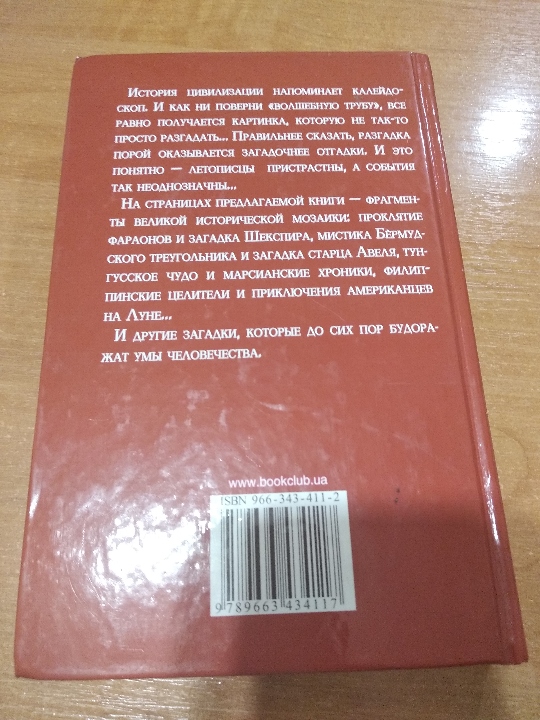 История цивилизации напоминает калейдо-
скоп. И как ни поверни «волшебную трубу», все
равно получается картинка, которую не так-то
просто разгадать... Правильнее сказать, разгадка
порой оказывается загадочнее отгадки. И это
понятно — летописцы пристрастны, а события
так неоднозначны...
На страницах предлагаемой книги — фрагмен-
ты великой исторической мозаики: проклятие
фараонов и загадка Шекспира, мистика Бермуд-
ского треугольника и загадка старца Авеля, тун-
гусское чудо и марсианские хроники, филип-
пинские целители и приключения американцев
на Луне...
И другие загадки, которые до сих пор будора-
жат умы человечества.
www.bookclub.ua
ISBN 966-343-411-2
9 789663 434117